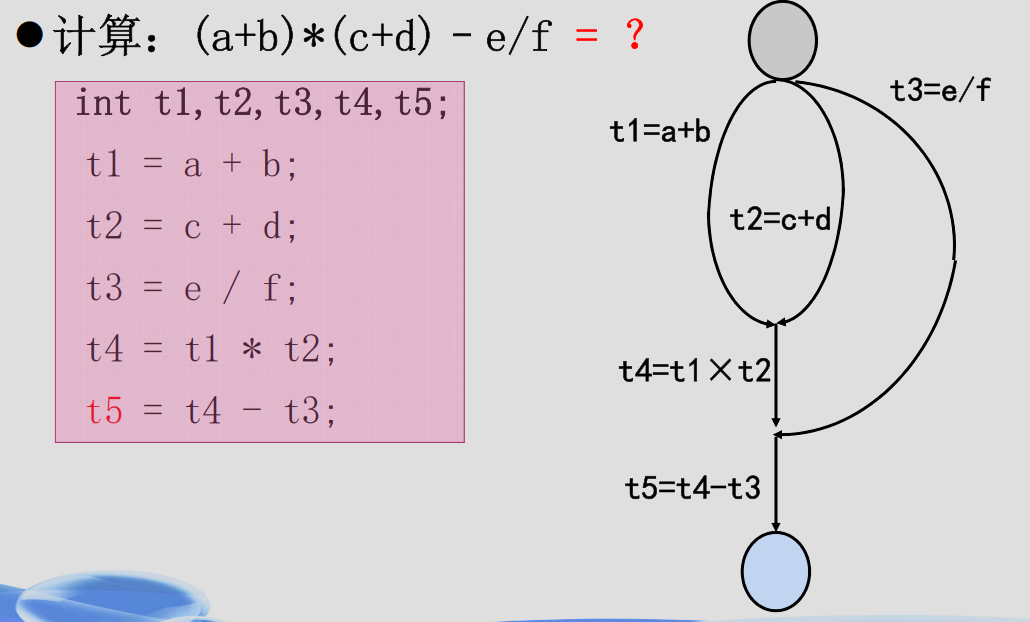 ●计算：(a+b)*(c+d) - e/f = ？
int t1,t2,t3,t4,t5;
t1 = a + b;
t2 = c + d;
t3 = e / f;
t4 = t1 * t2;
t5 = t4 - t3;
t3=e/f
t1=a+b
t2=c+d
t4=t1×t2
t5=t4-t3